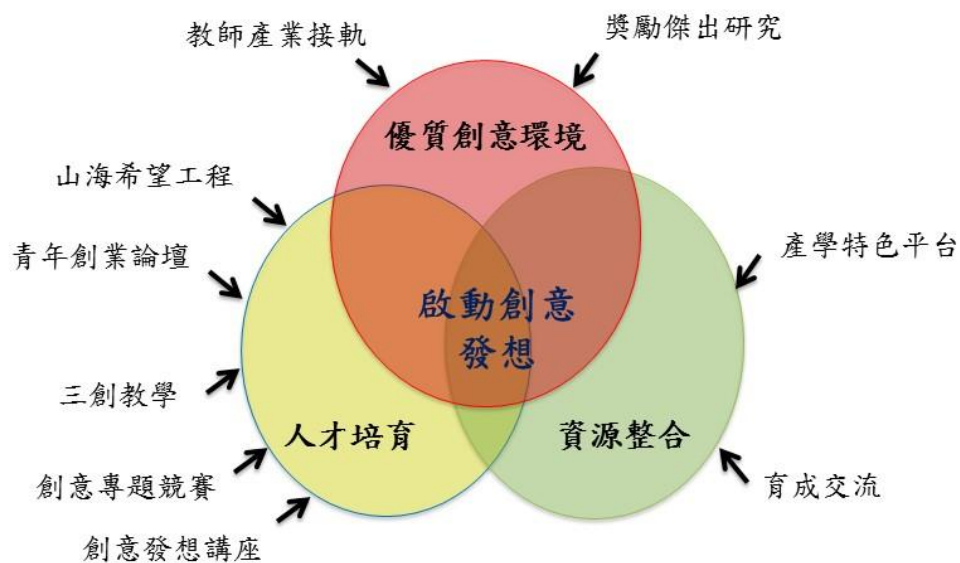 教師產業接軌
獎勵傑出研究
優質創意環境
山海希望工程
青年創業論壇
產學特色平台
啟動創意
發想
三創教學
人才培育
資源整合
創意專題競賽
育成交流
創意發想講座